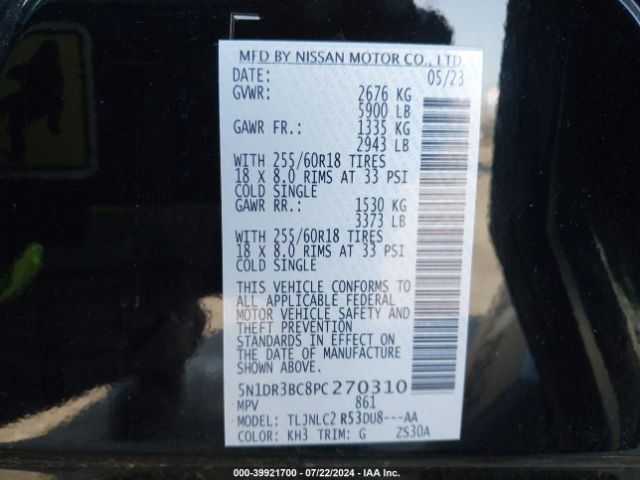 MFD BY NISSAN MOTOR CO., LTD.
DATE: 05/23
GVWR: 2676 KG
5900 LB
GAWR FR.: 1335 KG
2943 LB
WITH 255/60R18 TIRES
18 X 8.0 RIMS AT 33 PSI
COLD SINGLE
GAWR RR.: 1530 KG
3373 LB
WITH 255/60R18 TIRES
18 X 8.0 RIMS AT 33 PSI
COLD SINGLE
THIS VEHICLE CONFORMS TO
ALL APPLICABLE FEDERAL
MOTOR VEHICLE SAFETY AND
THEFT PREVENTION
STANDARDS IN EFFECT ON
THE DATE OF MANUFACTURE
SHOWN ABOVE.
5N1DR3BC8PC270310
MPV 861
MODEL: TLJNLC2 R53DU8---AA
COLOR: KH3 TRIM: G ZS30A
000-39921700 - 07/22/2024 - IAA Inc.